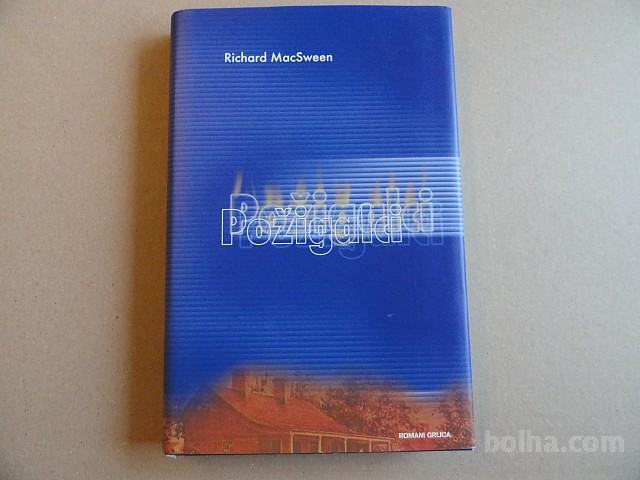 Richard MacSween
Požigalci
ROMANI GRLICA
bolha.com